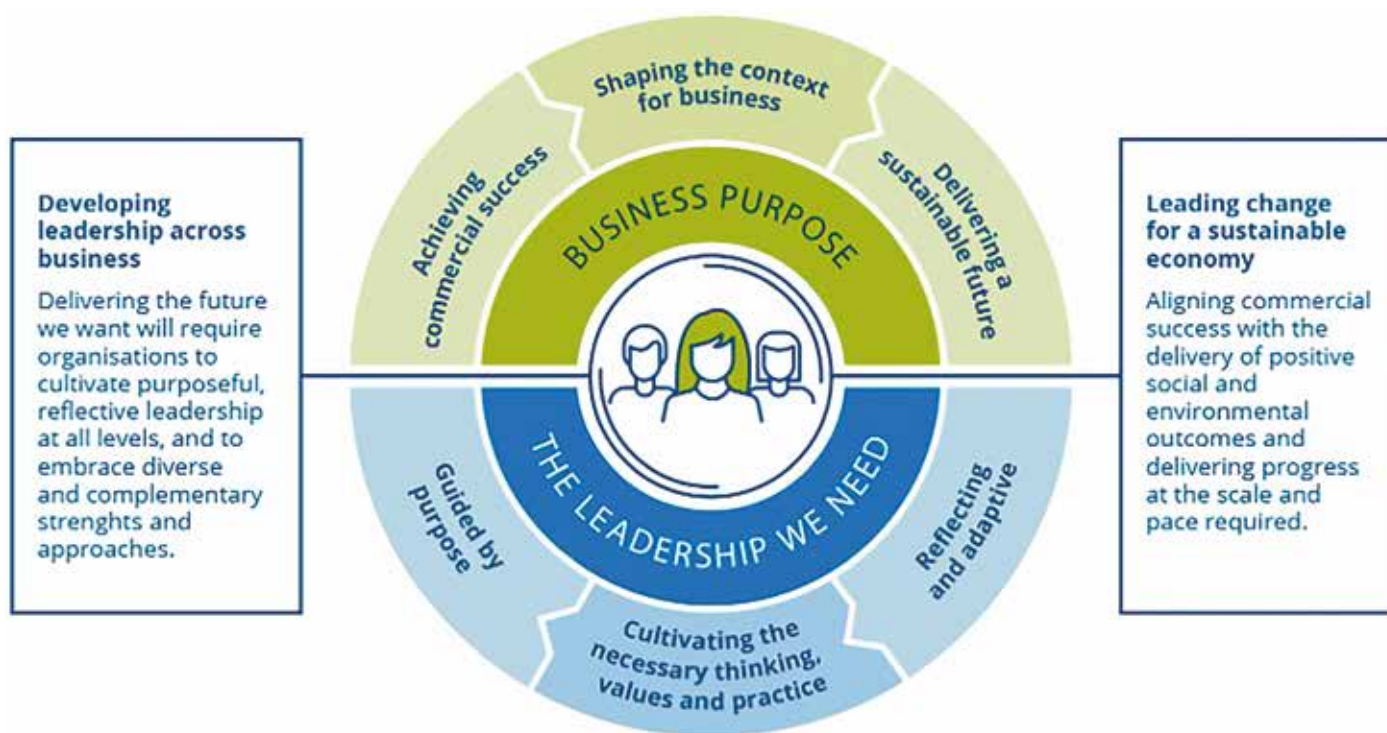 Developing
leadership across
business
Delivering the future
we want will require
organisations to
cultivate purposeful,
reflective leadership
at all levels, and to
embrace diverse
and complementary
strenghts and
approaches.
Achieving
commercial success
Shaping the context
for business
Delivering a
sustainable future
BUSINESS PURPOSE
THE LEADERSHIP WE NEED
Guided by
purpose
Cultivating the
necessary thinking,
values and practice
Reflecting
and adaptive
Leading change
for a sustainable
economy
Aligning commercial
success with the
delivery of positive
social and
environmental
outcomes and
delivering progress
at the scale and
pace required.